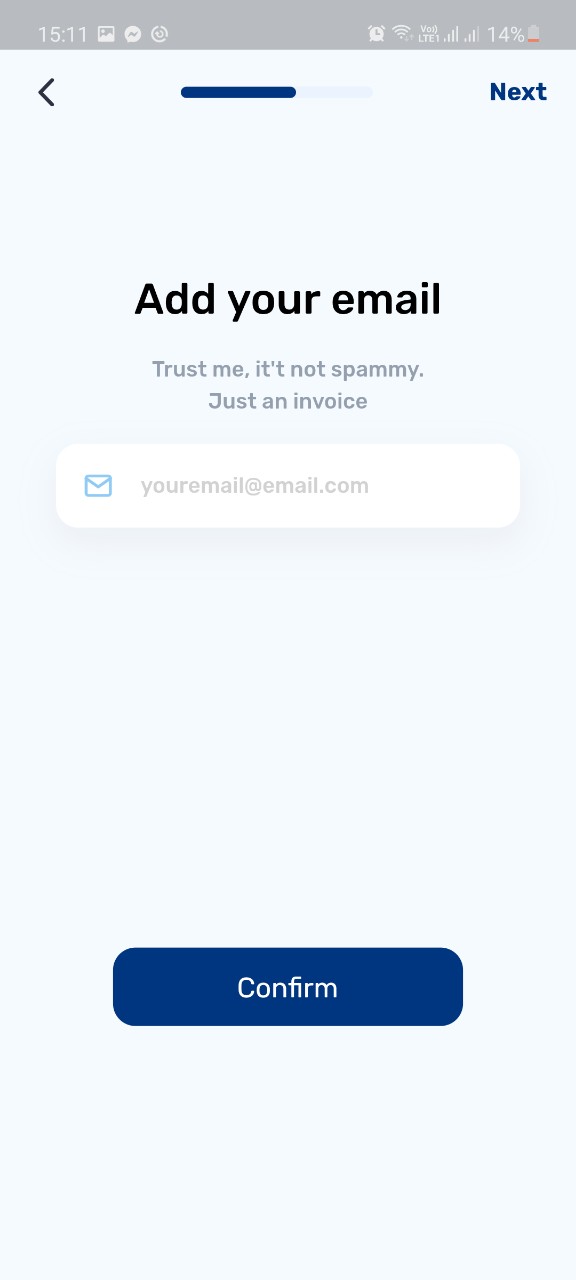 15:11
Vo))
LTE1
14%
Next
Add your email
Trust me, it't not spammy.
Just an invoice
youremail@email.com
Confirm